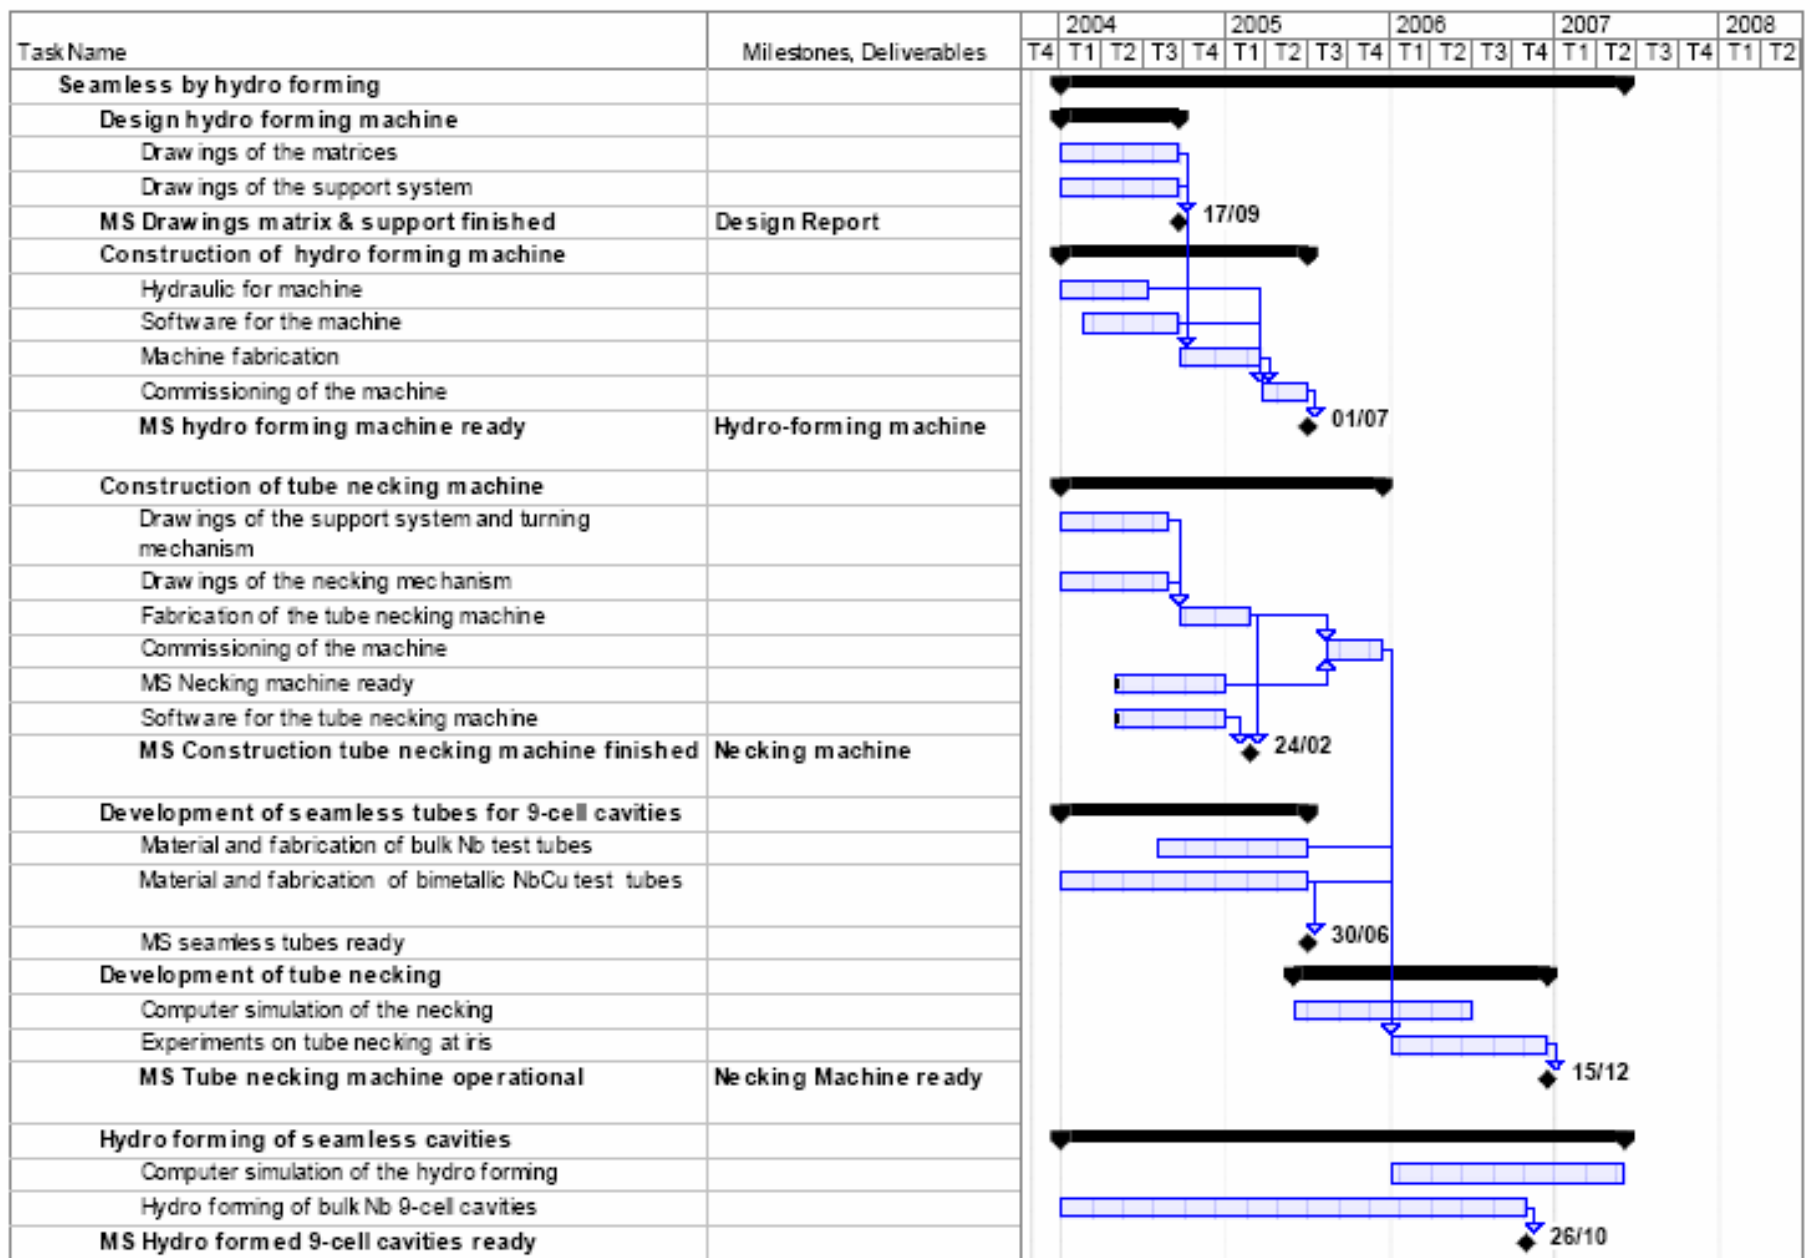 2004 2005 2006 2007 2008
Task Name Milestones, Deliverables T4 T1 T2 T3 T4 T1 T2 T3 T4 T1 T2 T3 T4 T1 T2 T3 T4 T1 T2
Seamless by hydro forming
Design hydro forming machine
Drawings of the matrices
Drawings of the support system
MS Drawings matrix & support finished Design Report 17/09
Construction of hydro forming machine
Hydraulic for machine
Software for the machine
Machine fabrication
Commissioning of the machine
MS hydro forming machine ready Hydro-forming machine 01/07
Construction of tube necking machine
Drawings of the support system and turning
mechanism
Drawings of the necking mechanism
Fabrication of the tube necking machine
Commissioning of the machine
MS Necking machine ready
Software for the tube necking machine
MS Construction tube necking machine finished Necking machine 24/02
Development of seamless tubes for 9-cell cavities
Material and fabrication of bulk Nb test tubes
Material and fabrication of bimetallic NbCu test tubes
MS seamless tubes ready 30/06
Development of tube necking
Computer simulation of the necking
Experiments on tube necking at iris
MS Tube necking machine operational Necking Machine ready 15/12
Hydro forming of seamless cavities
Computer simulation of the hydro forming
Hydro forming of bulk Nb 9-cell cavities
MS Hydro formed 9-cell cavities ready 26/10